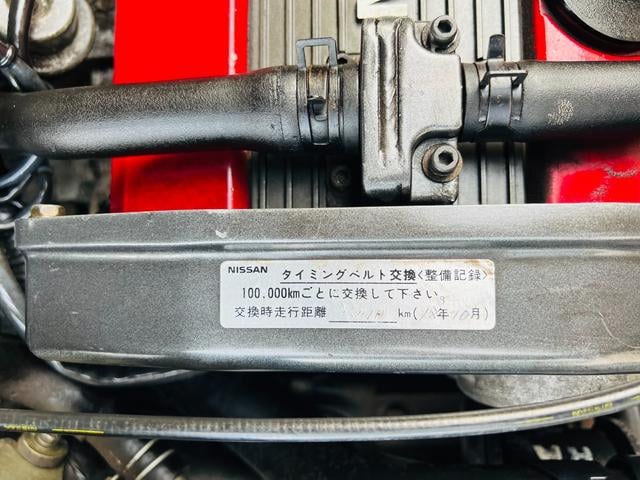 NISSAN タイミングベルト交換<整備記録>
100,000kmごとに交換して下さい。
交換時走行距離 km( 年10月)